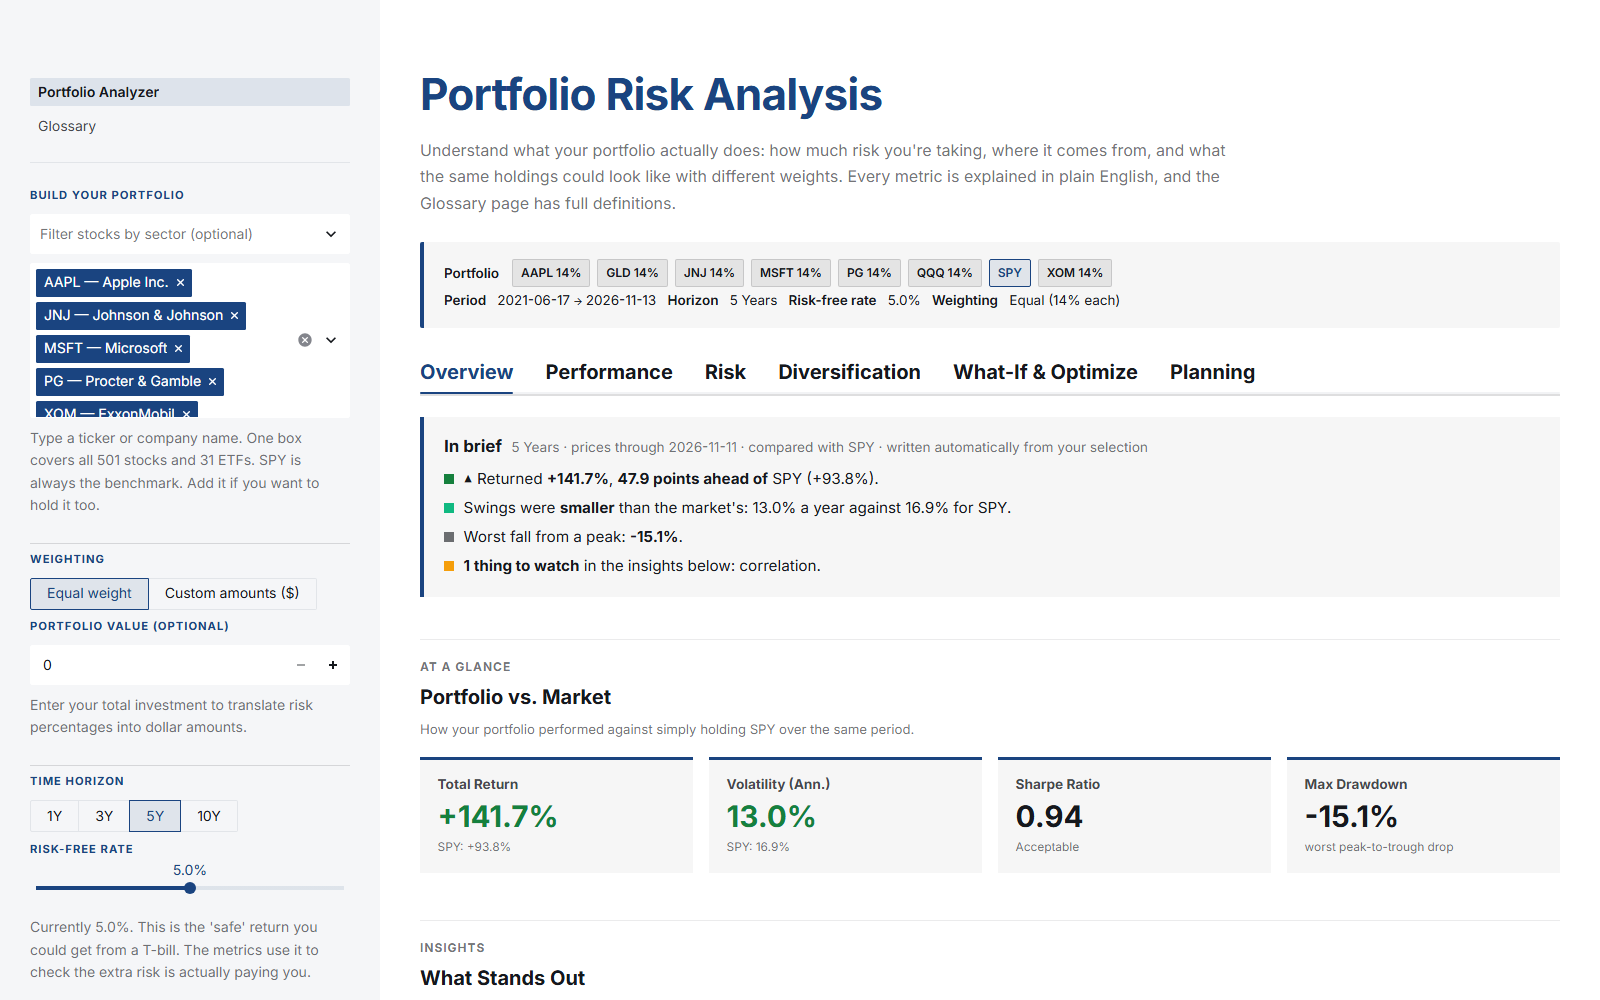 Portfolio Analyzer
Glossary
BUILD YOUR PORTFOLIO
Filter stocks by sector (optional)
AAPL — Apple Inc. ×
JNJ — Johnson & Johnson ×
MSFT — Microsoft ×
PG — Procter & Gamble ×
XOM — ExxonMobil ×
Type a ticker or company name. One box
covers all 501 stocks and 31 ETFs. SPY is
always the benchmark. Add it if you want to
hold it too.
WEIGHTING
Equal weight Custom amounts ($)
PORTFOLIO VALUE (OPTIONAL)
0 − +
Enter your total investment to translate risk
percentages into dollar amounts.
TIME HORIZON
1Y 3Y 5Y 10Y
RISK-FREE RATE
5.0%
Currently 5.0%. This is the 'safe' return you
could get from a T-bill. The metrics use it to
check the extra risk is actually paying you.
Portfolio Risk Analysis
Understand what your portfolio actually does: how much risk you're taking, where it comes from, and what
the same holdings could look like with different weights. Every metric is explained in plain English, and the
Glossary page has full definitions.
Portfolio AAPL 14% GLD 14% JNJ 14% MSFT 14% PG 14% QQQ 14% SPY XOM 14%
Period 2021-06-17 → 2026-11-13 Horizon 5 Years Risk-free rate 5.0% Weighting Equal (14% each)
Overview Performance Risk Diversification What-If & Optimize Planning
In brief 5 Years · prices through 2026-11-11 · compared with SPY · written automatically from your selection
▲ Returned +141.7%, 47.9 points ahead of SPY (+93.8%).
Swings were smaller than the market's: 13.0% a year against 16.9% for SPY.
Worst fall from a peak: -15.1%.
1 thing to watch in the insights below: correlation.
AT A GLANCE
Portfolio vs. Market
How your portfolio performed against simply holding SPY over the same period.
Total Return
+141.7%
SPY: +93.8%
Volatility (Ann.)
13.0%
SPY: 16.9%
Sharpe Ratio
0.94
Acceptable
Max Drawdown
-15.1%
worst peak-to-trough drop
INSIGHTS
What Stands Out